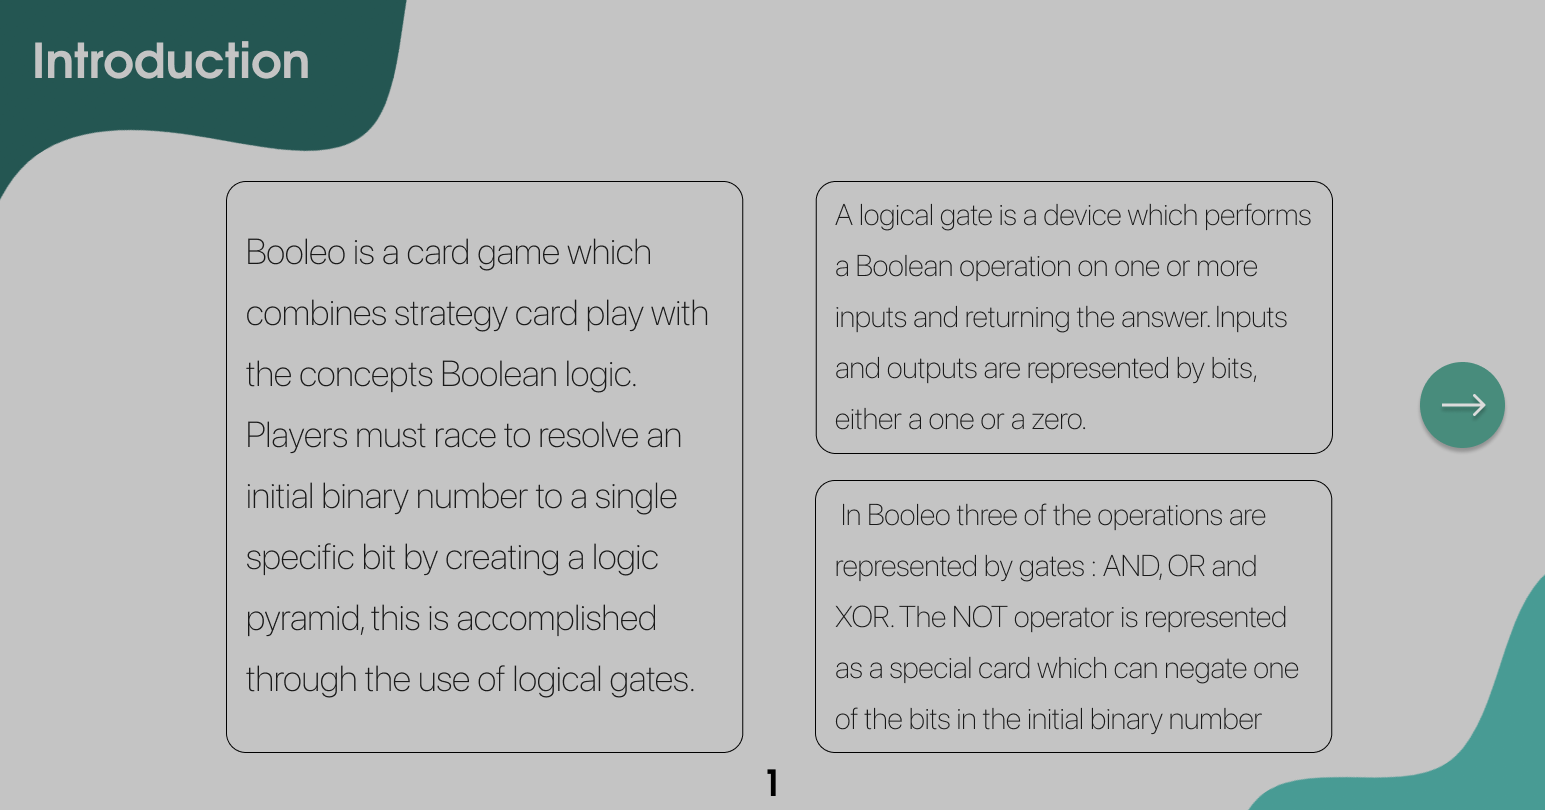 Introduction
Booleo is a card game which
combines strategy card play with
the concepts Boolean logic.
Players must race to resolve an
initial binary number to a single
specific bit by creating a logic
pyramid, this is accomplished
through the use of logical gates.
A logical gate is a device which performs
a Boolean operation on one or more
inputs and returning the answer. Inputs
and outputs are represented by bits,
either a one or a zero.
In Booleo three of the operations are
represented by gates : AND, OR and
XOR. The NOT operator is represented
as a special card which can negate one
of the bits in the initial binary number
1